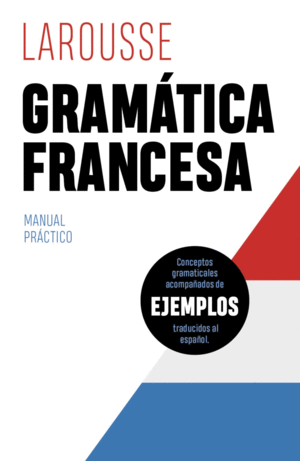 LAROUSSE
GRAMÁTICA
FRANCESA
MANUAL
PRÁCTICO
Conceptos
gramaticales
acompañados de
EJEMPLOS
traducidos al
español.